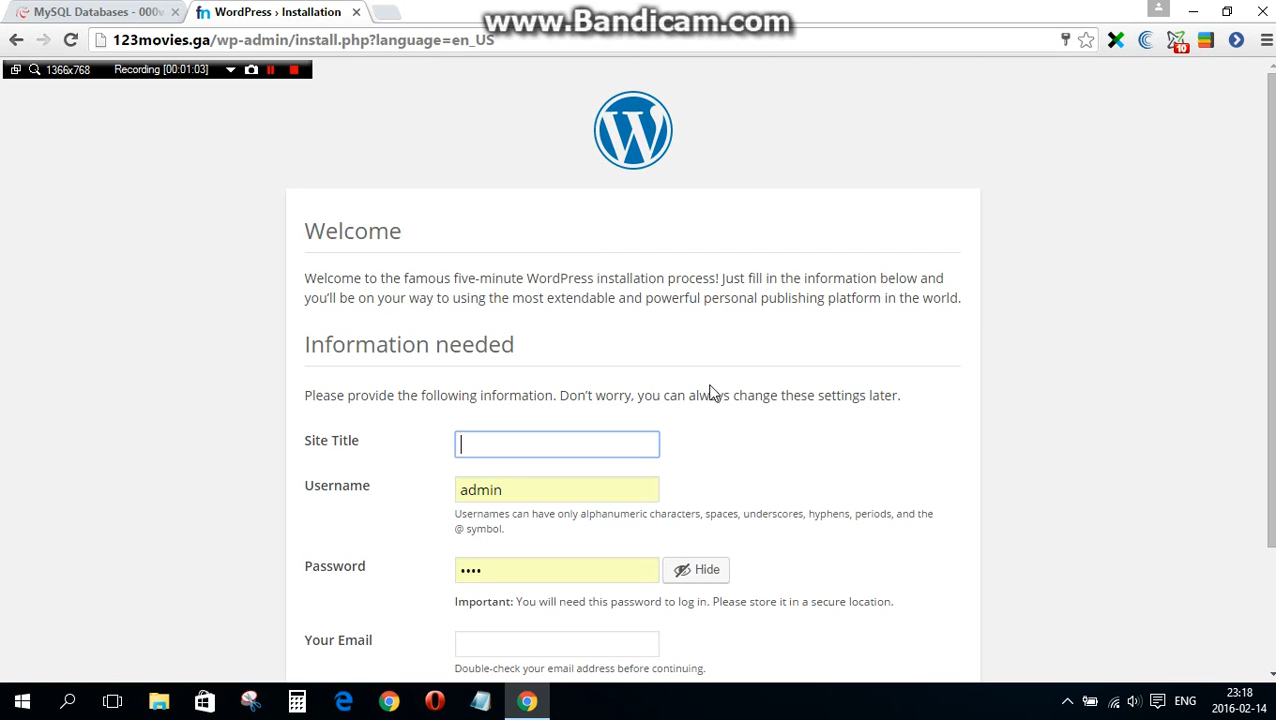 www.Bandicam.com
MySQL Databases - 000v
WordPress › Installation
123movies.ga/wp-admin/install.php?language=en_US
10
1366x768 Recording [00:01:03]
W
Welcome
Welcome to the famous five-minute WordPress installation process! Just fill in the information below and
you'll be on your way to using the most extendable and powerful personal publishing platform in the world.
Information needed
Please provide the following information. Don't worry, you can always change these settings later.
Site Title
Username admin
Usernames can have only alphanumeric characters, spaces, underscores, hyphens, periods, and the
@ symbol.
Password •••• Hide
Important: You will need this password to log in. Please store it in a secure location.
Your Email
Double-check your email address before continuing.
ENG
23:18
2016-02-14